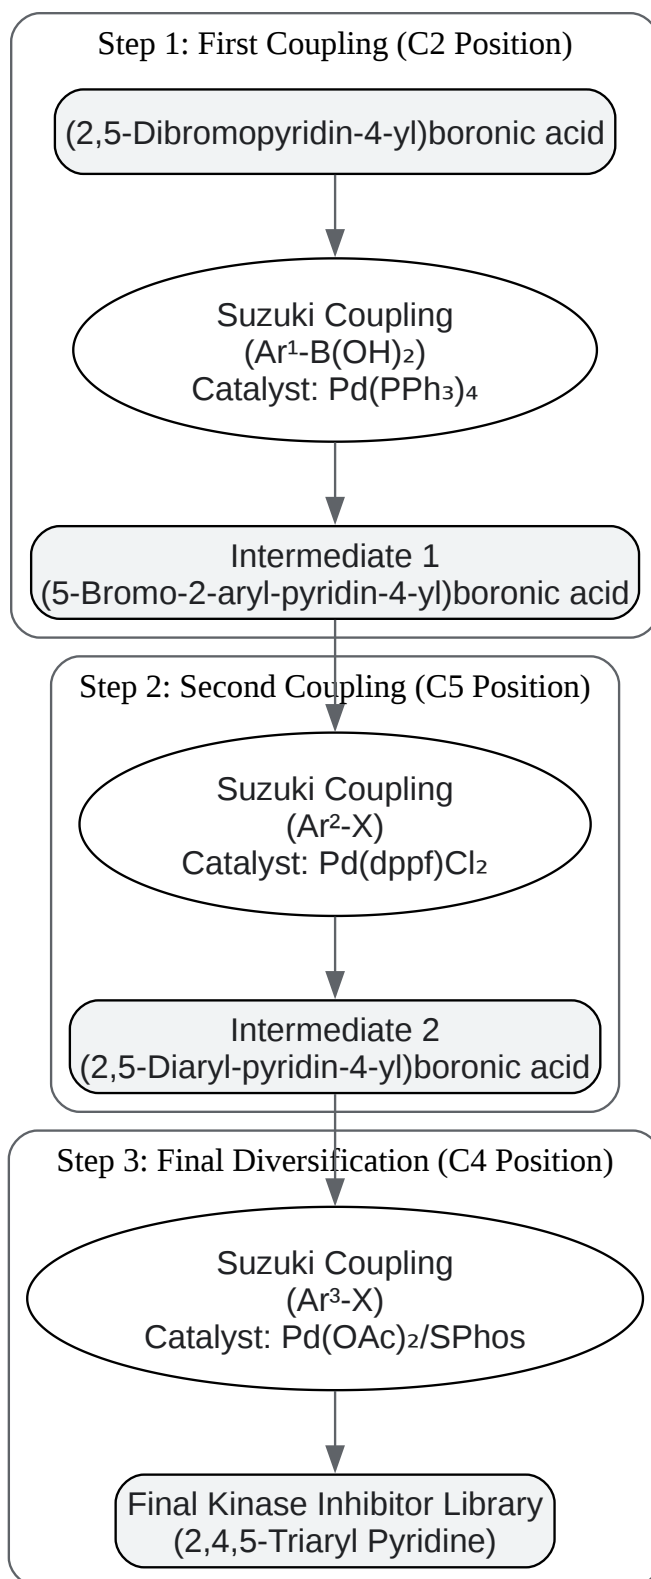 Step 1: First Coupling (C2 Position)
(2,5-Dibromopyridin-4-yl)boronic acid
Suzuki Coupling
(Ar¹-B(OH)₂)
Catalyst: Pd(PPh₃)₄
Intermediate 1
(5-Bromo-2-aryl-pyridin-4-yl)boronic acid
Step 2: Second Coupling (C5 Position)
Suzuki Coupling
(Ar²-X)
Catalyst: Pd(dppf)Cl₂
Intermediate 2
(2,5-Diaryl-pyridin-4-yl)boronic acid
Step 3: Final Diversification (C4 Position)
Suzuki Coupling
(Ar³-X)
Catalyst: Pd(OAc)₂/SPhos
Final Kinase Inhibitor Library
(2,4,5-Triaryl Pyridine)